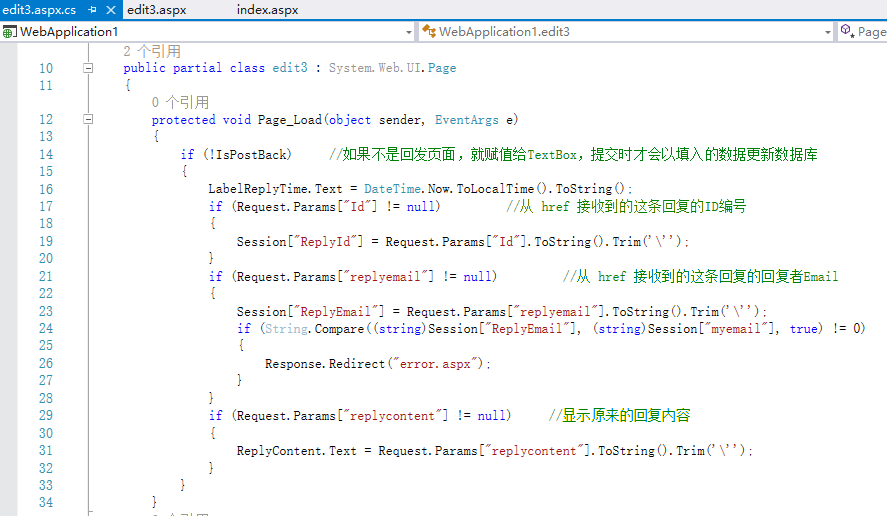 edit3.aspx.cs edit3.aspx index.aspx
WebApplication1 WebApplication1.edit3 Page
2 个引用
10 public partial class edit3 : System.Web.UI.Page
11 {
0 个引用
12 protected void Page_Load(object sender, EventArgs e)
13 {
14 if (!IsPostBack) //如果不是回发页面，就赋值给TextBox，提交时才会以填入的数据更新数据库
15 {
16 LabelReplyTime.Text = DateTime.Now.ToLocalTime().ToString();
17 if (Request.Params["Id"] != null) //从 href 接收到的这条回复的ID编号
18 {
19 Session["ReplyId"] = Request.Params["Id"].ToString().Trim('\'');
20 }
21 if (Request.Params["replyemail"] != null) //从 href 接收到的这条回复的回复者Email
22 {
23 Session["ReplyEmail"] = Request.Params["replyemail"].ToString().Trim('\'');
24 if (String.Compare((string)Session["ReplyEmail"], (string)Session["myemail"], true) != 0)
25 {
26 Response.Redirect("error.aspx");
27 }
28 }
29 if (Request.Params["replycontent"] != null) //显示原来的回复内容
30 {
31 ReplyContent.Text = Request.Params["replycontent"].ToString().Trim('\'');
32 }
33 }
34 }